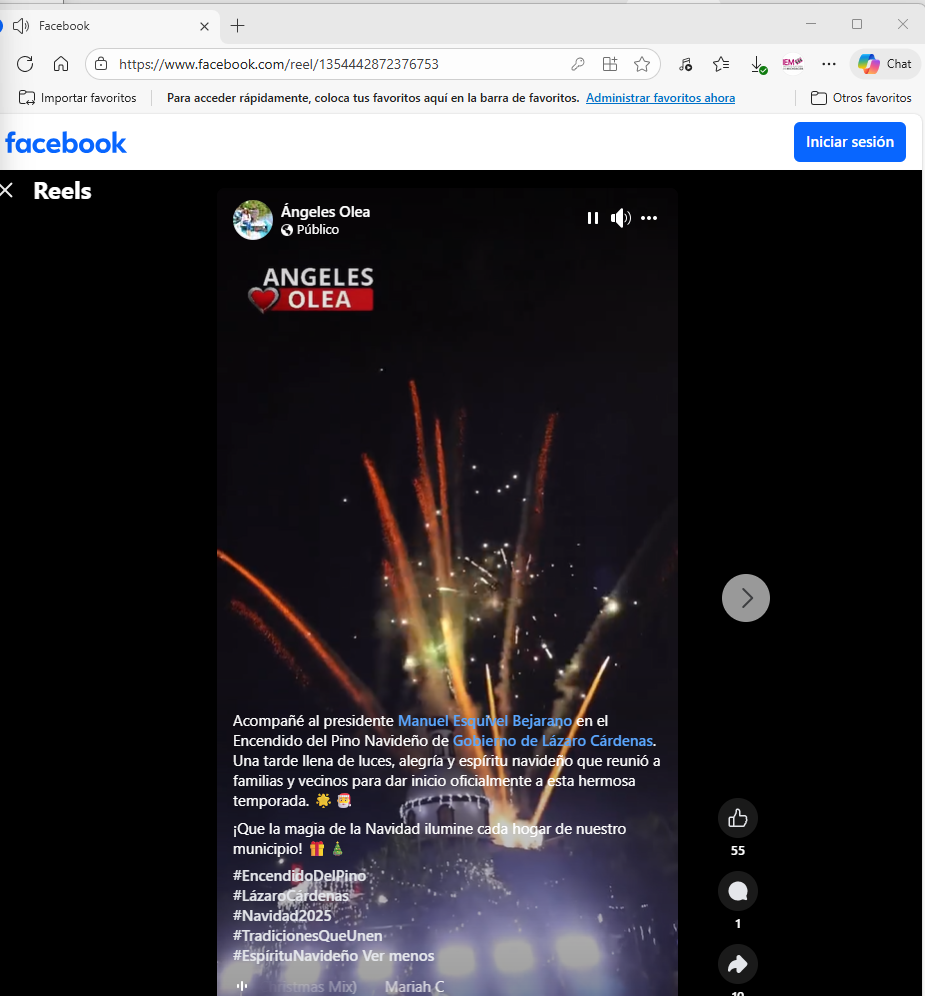 Facebook
https://www.facebook.com/reel/1354442872376753
IEM
Chat
Importar favoritos
Para acceder rápidamente, coloca tus favoritos aquí en la barra de favoritos. Administrar favoritos ahora
Otros favoritos
facebook
Iniciar sesión
Reels
Ángeles Olea
Público
ANGELES
OLEA
Acompañé al presidente Manuel Esquivel Bejarano en el
Encendido del Pino Navideño de Gobierno de Lázaro Cárdenas.
Una tarde llena de luces, alegría y espíritu navideño que reunió a
familias y vecinos para dar inicio oficialmente a esta hermosa
temporada. 🌟 🎅
¡Que la magia de la Navidad ilumine cada hogar de nuestro
municipio! 🎁 🎄
#EncendidoDelPino
#LázaroCárdenas
#Navidad2025
#TradicionesQueUnen
#EspírituNavideño Ver menos
55
1
Mix) Mariah C